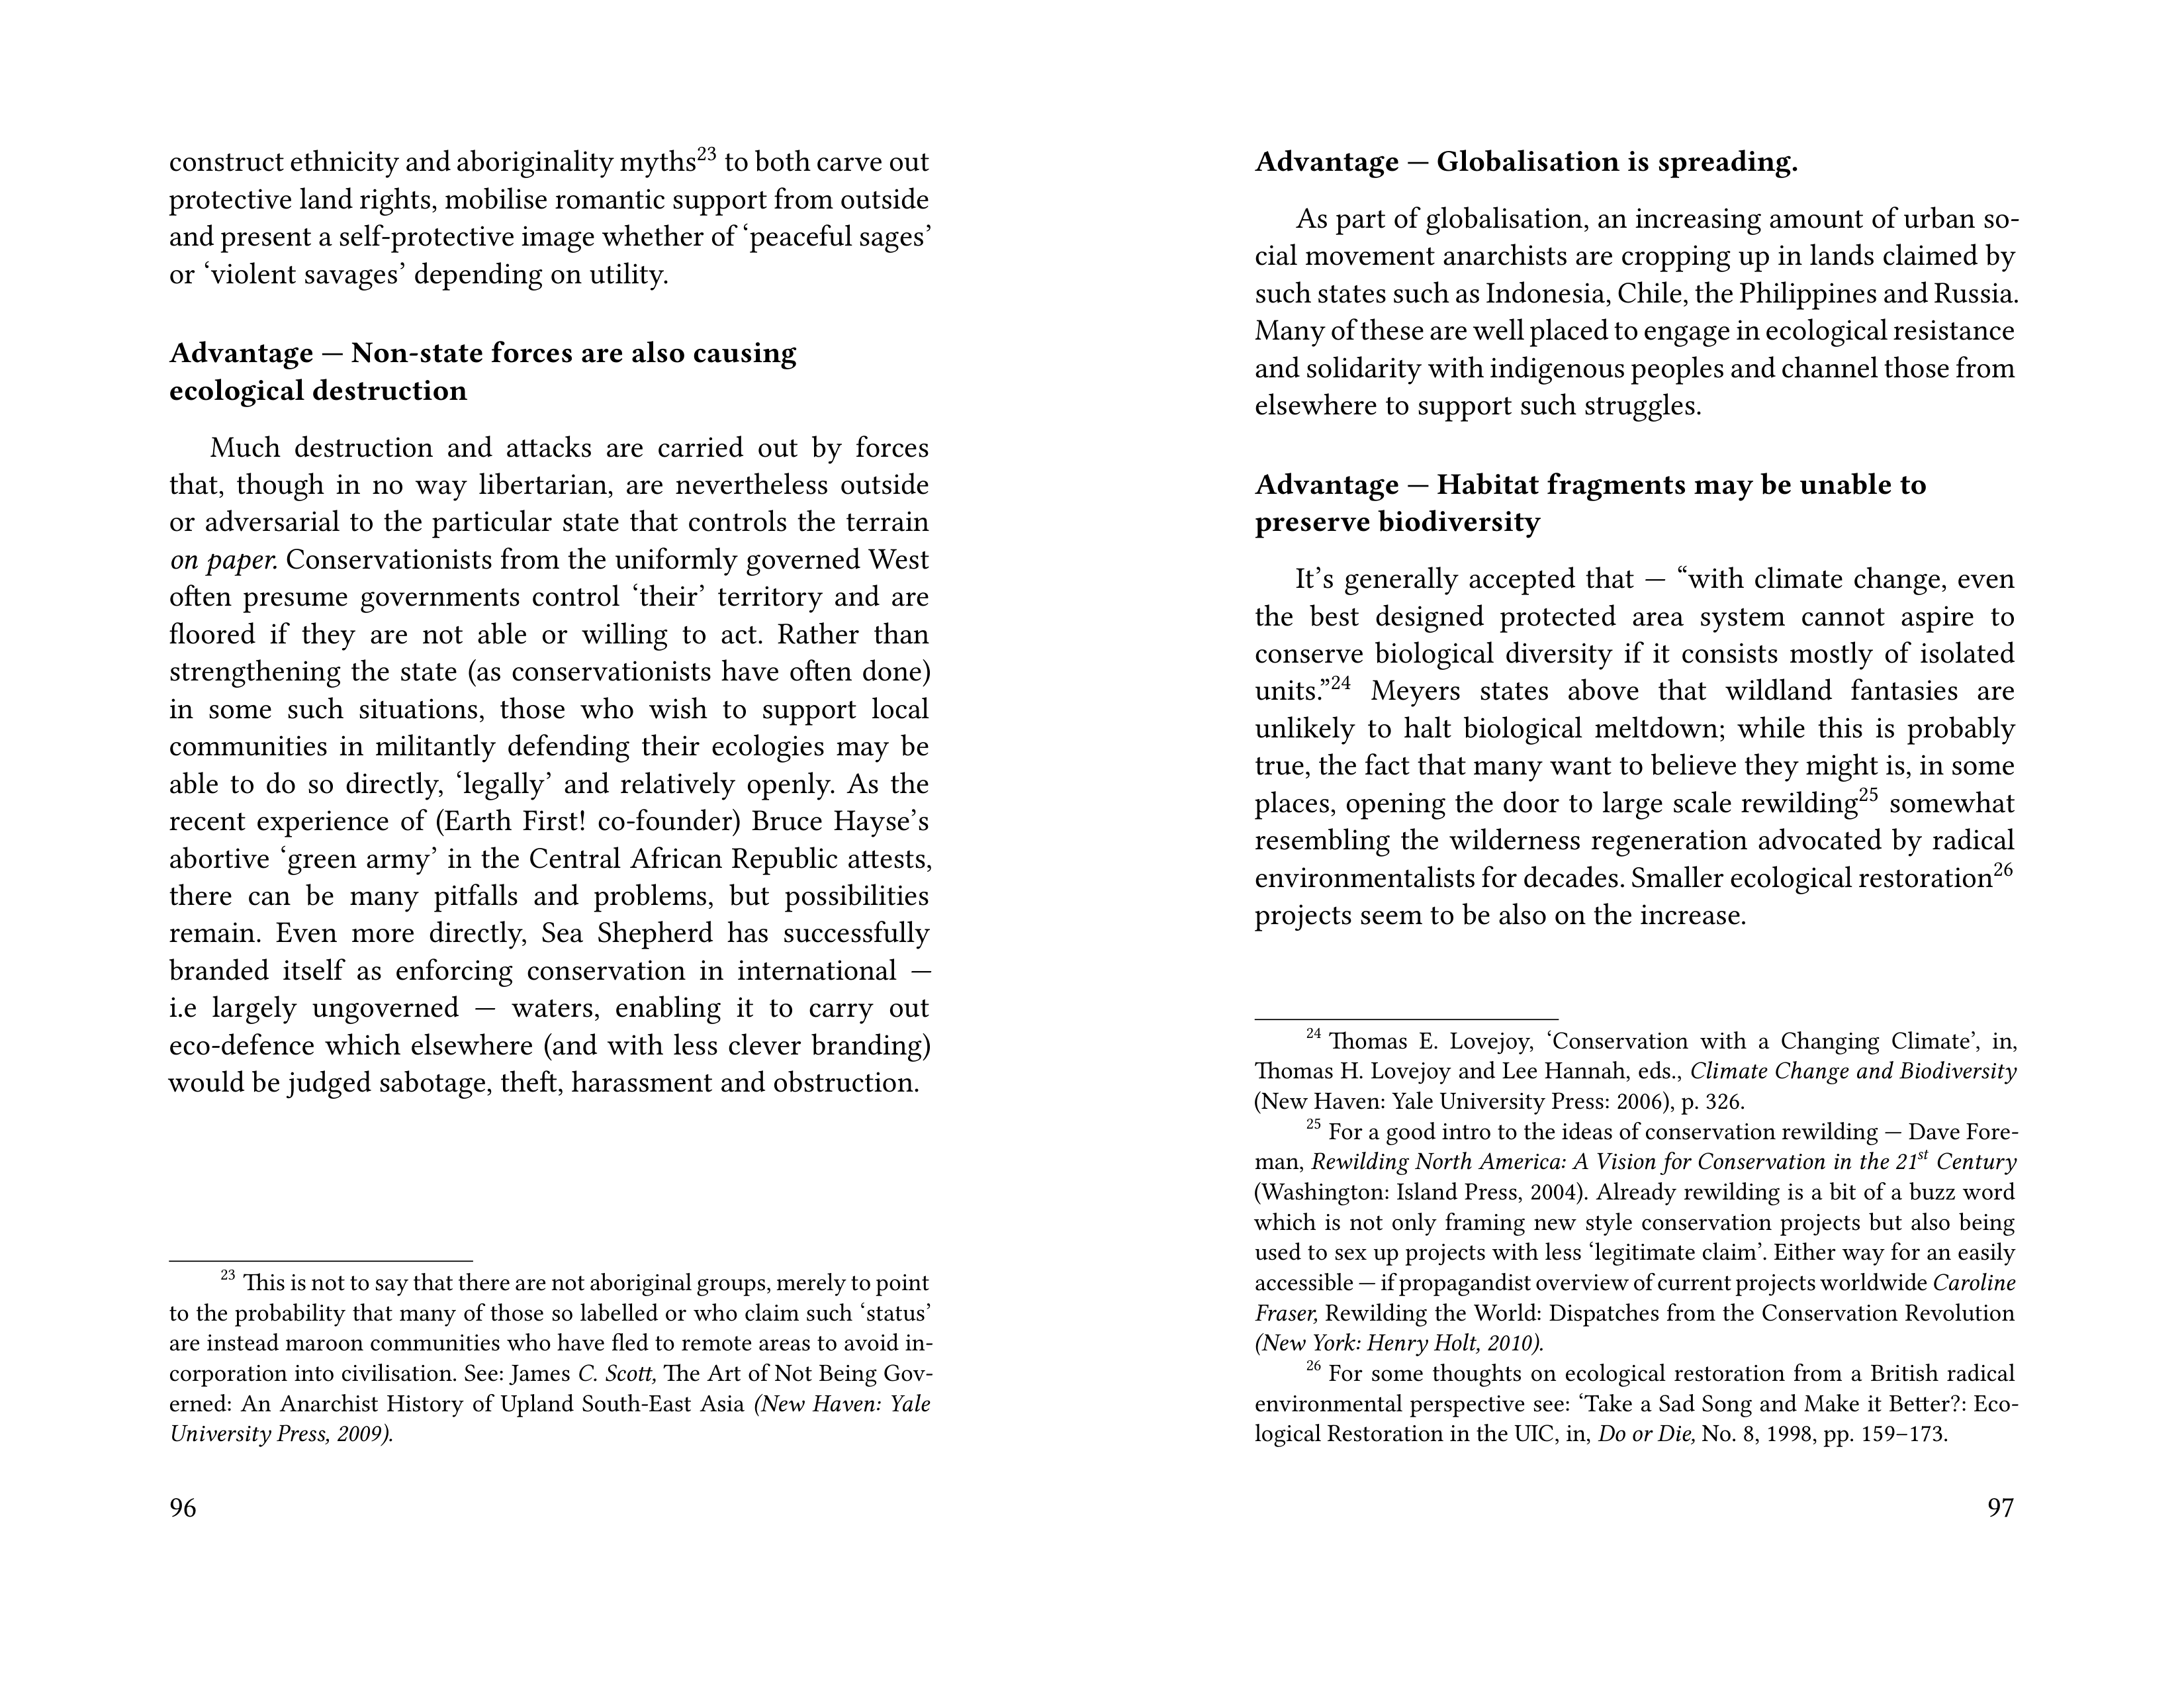 construct ethnicity and aboriginality myths23 to both carve out
protective land rights, mobilise romantic support from outside
and present a self-protective image whether of ‘peaceful sages’
or ‘violent savages’ depending on utility.
Advantage — Non-state forces are also causing
ecological destruction
Much destruction and attacks are carried out by forces
that, though in no way libertarian, are nevertheless outside
or adversarial to the particular state that controls the terrain
on paper. Conservationists from the uniformly governed West
often presume governments control ‘their’ territory and are
floored if they are not able or willing to act. Rather than
strengthening the state (as conservationists have often done)
in some such situations, those who wish to support local
communities in militantly defending their ecologies may be
able to do so directly, ‘legally’ and relatively openly. As the
recent experience of (Earth First! co-founder) Bruce Hayse’s
abortive ‘green army’ in the Central African Republic attests,
there can be many pitfalls and problems, but possibilities
remain. Even more directly, Sea Shepherd has successfully
branded itself as enforcing conservation in international —
i.e largely ungoverned — waters, enabling it to carry out
eco-defence which elsewhere (and with less clever branding)
would be judged sabotage, theft, harassment and obstruction.
23 This is not to say that there are not aboriginal groups, merely to point
to the probability that many of those so labelled or who claim such ‘status’
are instead maroon communities who have fled to remote areas to avoid in-
corporation into civilisation. See: James C. Scott, The Art of Not Being Gov-
erned: An Anarchist History of Upland South-East Asia (New Haven: Yale
University Press, 2009).
96
Advantage — Globalisation is spreading.
As part of globalisation, an increasing amount of urban so-
cial movement anarchists are cropping up in lands claimed by
such states such as Indonesia, Chile, the Philippines and Russia.
Many of these are well placed to engage in ecological resistance
and solidarity with indigenous peoples and channel those from
elsewhere to support such struggles.
Advantage — Habitat fragments may be unable to
preserve biodiversity
It’s generally accepted that — “with climate change, even
the best designed protected area system cannot aspire to
conserve biological diversity if it consists mostly of isolated
units.”24 Meyers states above that wildland fantasies are
unlikely to halt biological meltdown; while this is probably
true, the fact that many want to believe they might is, in some
places, opening the door to large scale rewilding25 somewhat
resembling the wilderness regeneration advocated by radical
environmentalists for decades. Smaller ecological restoration26
projects seem to be also on the increase.
24 Thomas E. Lovejoy, ‘Conservation with a Changing Climate’, in,
Thomas H. Lovejoy and Lee Hannah, eds., Climate Change and Biodiversity
(New Haven: Yale University Press: 2006), p. 326.
25 For a good intro to the ideas of conservation rewilding — Dave Fore-
man, Rewilding North America: A Vision for Conservation in the 21st Century
(Washington: Island Press, 2004). Already rewilding is a bit of a buzz word
which is not only framing new style conservation projects but also being
used to sex up projects with less ‘legitimate claim’. Either way for an easily
accessible — if propagandist overview of current projects worldwide Caroline
Fraser, Rewilding the World: Dispatches from the Conservation Revolution
(New York: Henry Holt, 2010).
26 For some thoughts on ecological restoration from a British radical
environmental perspective see: ‘Take a Sad Song and Make it Better?: Eco-
logical Restoration in the UIC, in, Do or Die, No. 8, 1998, pp. 159–173.
97